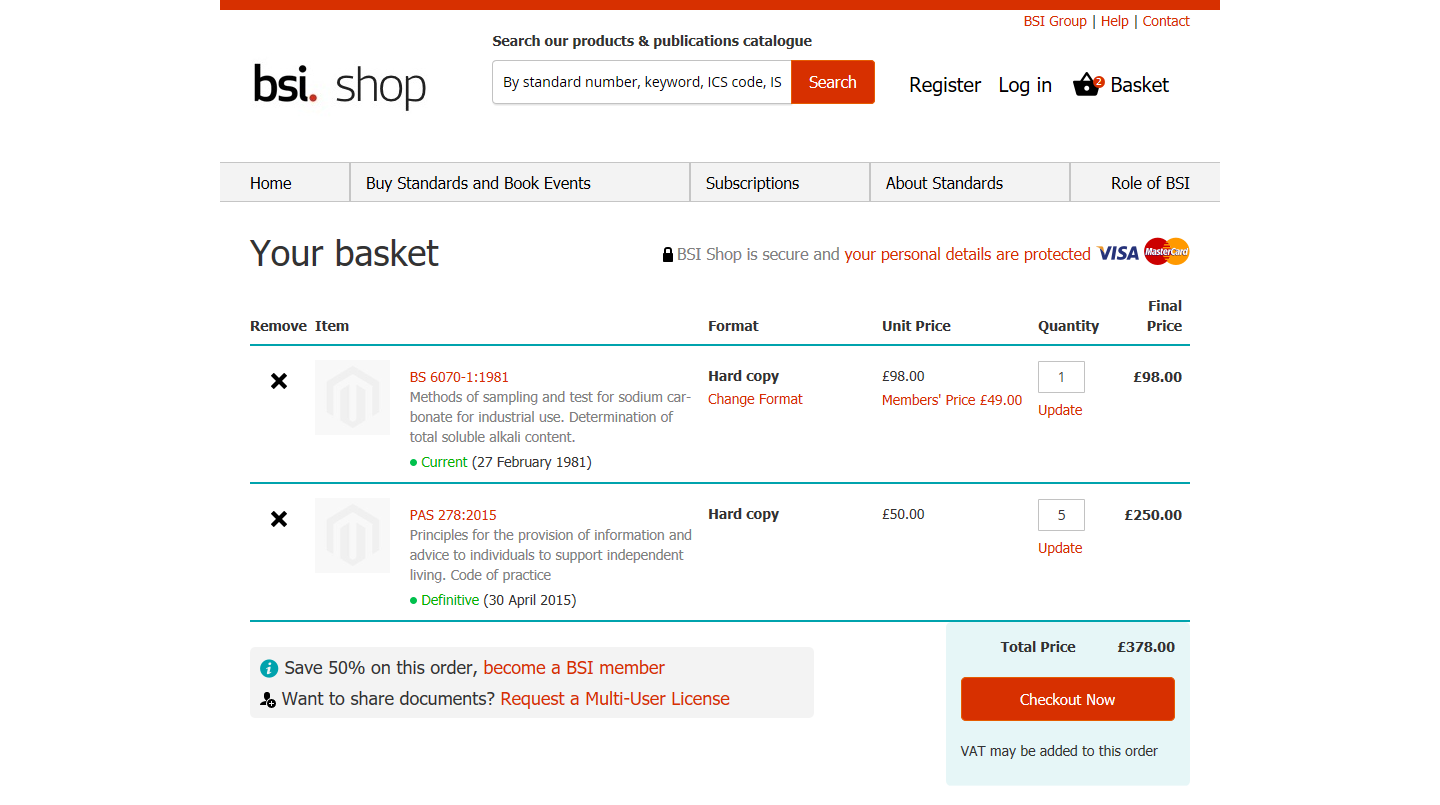 BSI Group | Help | Contact
Search our products & publications catalogue
bsi. shop
By standard number, keyword, ICS code, IS
Search
Register Log in 2 Basket
Home Buy Standards and Book Events Subscriptions About Standards Role of BSI
Your basket
BSI Shop is secure and your personal details are protected VISA MasterCard
Remove Item Format Unit Price Quantity Final Price
BS 6070-1:1981
Methods of sampling and test for sodium car-
bonate for industrial use. Determination of
total soluble alkali content.
Current (27 February 1981)
Hard copy
Change Format
£98.00
Members' Price £49.00
1
Update
£98.00
PAS 278:2015
Principles for the provision of information and
advice to individuals to support independent
living. Code of practice
Definitive (30 April 2015)
Hard copy
£50.00
5
Update
£250.00
Save 50% on this order, become a BSI member
Want to share documents? Request a Multi-User License
Total Price £378.00
Checkout Now
VAT may be added to this order